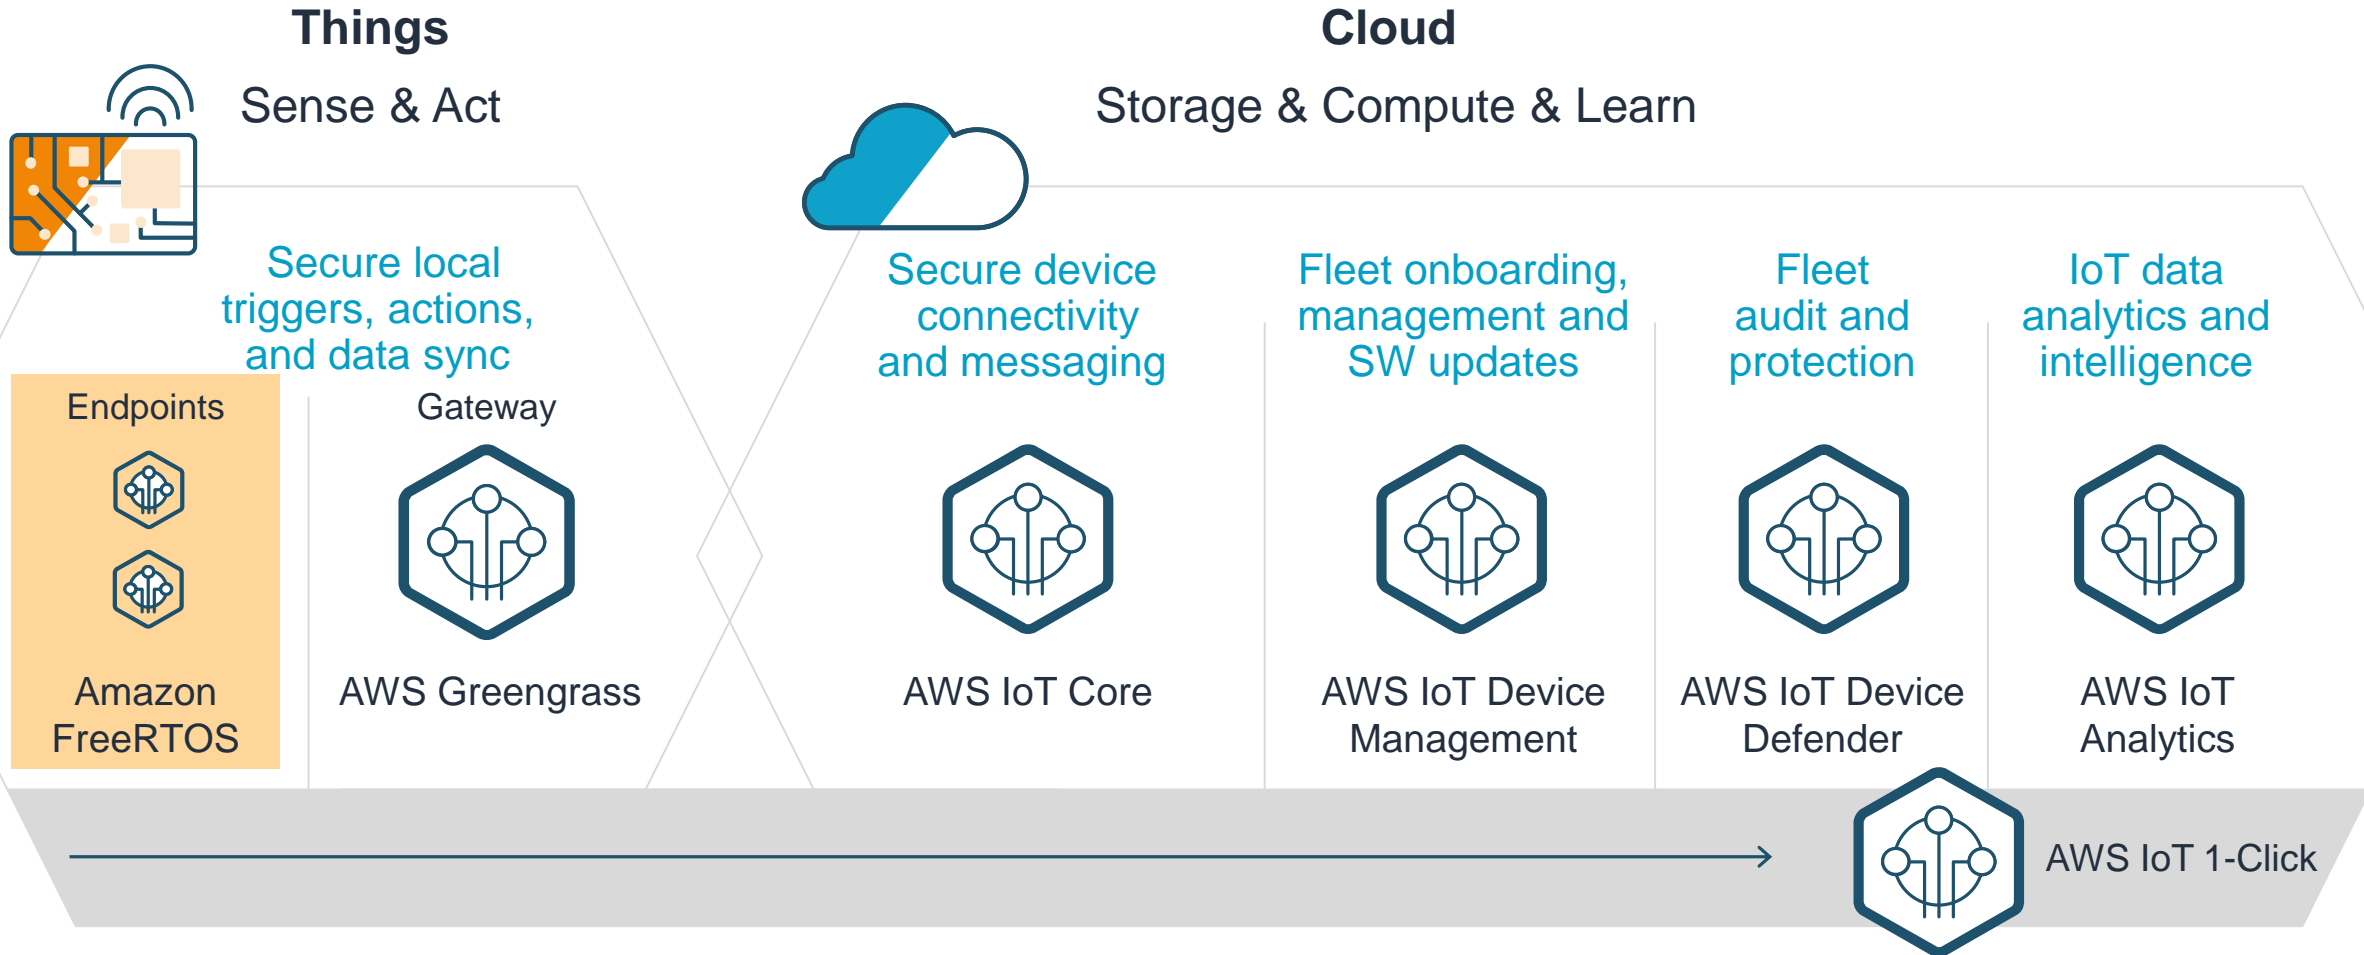 Things
Sense & Act
Cloud
Storage & Compute & Learn
Secure local
triggers, actions,
and data sync
Endpoints
Gateway
Amazon
FreeRTOS
AWS Greengrass
Secure device
connectivity
and messaging
AWS IoT Core
Fleet onboarding,
management and
SW updates
AWS IoT Device
Management
Fleet
audit and
protection
AWS IoT Device
Defender
IoT data
analytics and
intelligence
AWS IoT
Analytics
AWS IoT 1-Click